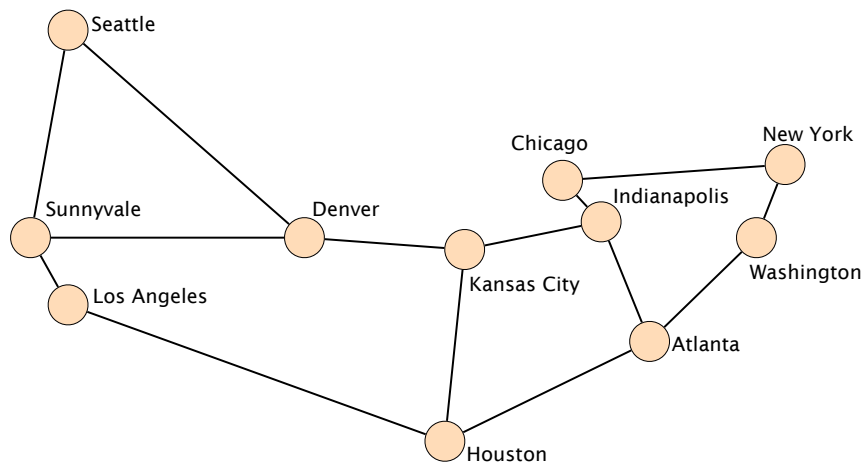 Seattle
New York
Chicago
Indianapolis
Sunnyvale
Denver
Washington
Kansas City
Los Angeles
Atlanta
Houston